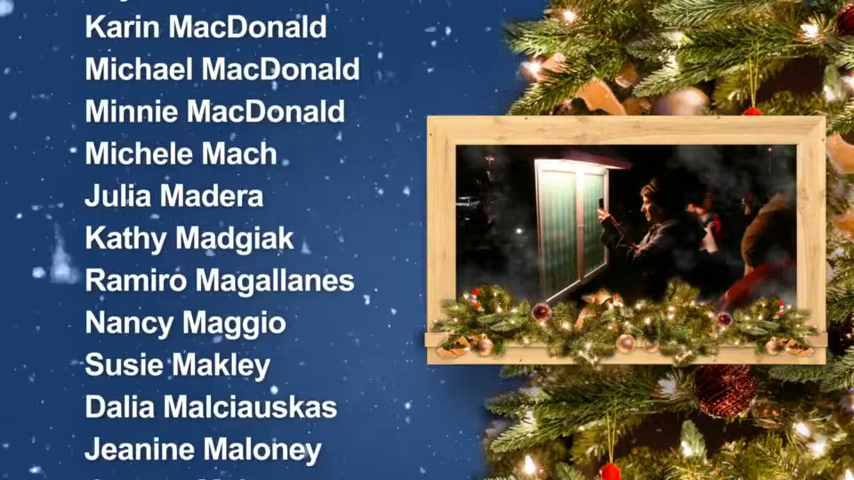 Karin MacDonald
Michael MacDonald
Minnie MacDonald
Michele Mach
Julia Madera
Kathy Madgiak
Ramiro Magallanes
Nancy Maggio
Susie Makley
Dalia Malciauskas
Jeanine Maloney